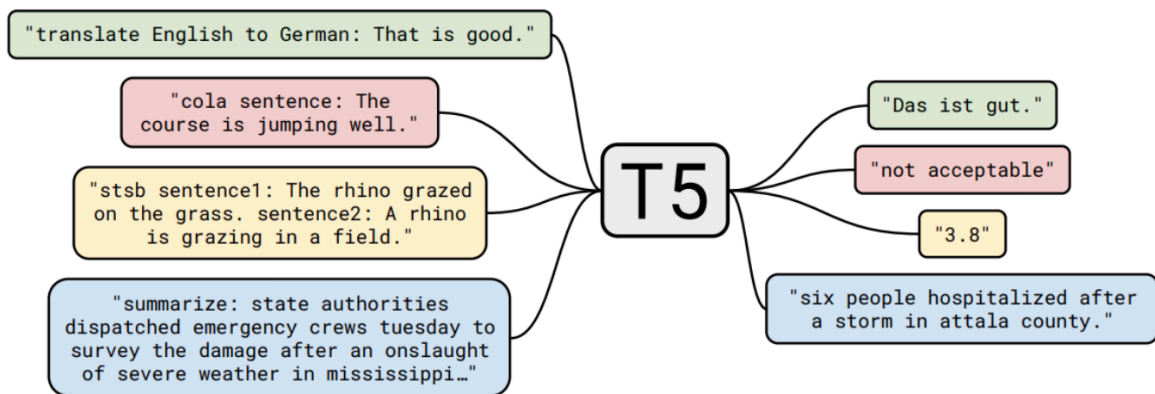 "translate English to German: That is good."
"cola sentence: The
course is jumping well."
"stsb sentence1: The rhino grazed
on the grass. sentence2: A rhino
is grazing in a field."
"summarize: state authorities
dispatched emergency crews tuesday to
survey the damage after an onslaught
of severe weather in mississippi…"
T5
"Das ist gut."
"not acceptable"
"3.8"
"six people hospitalized after
a storm in attala county."